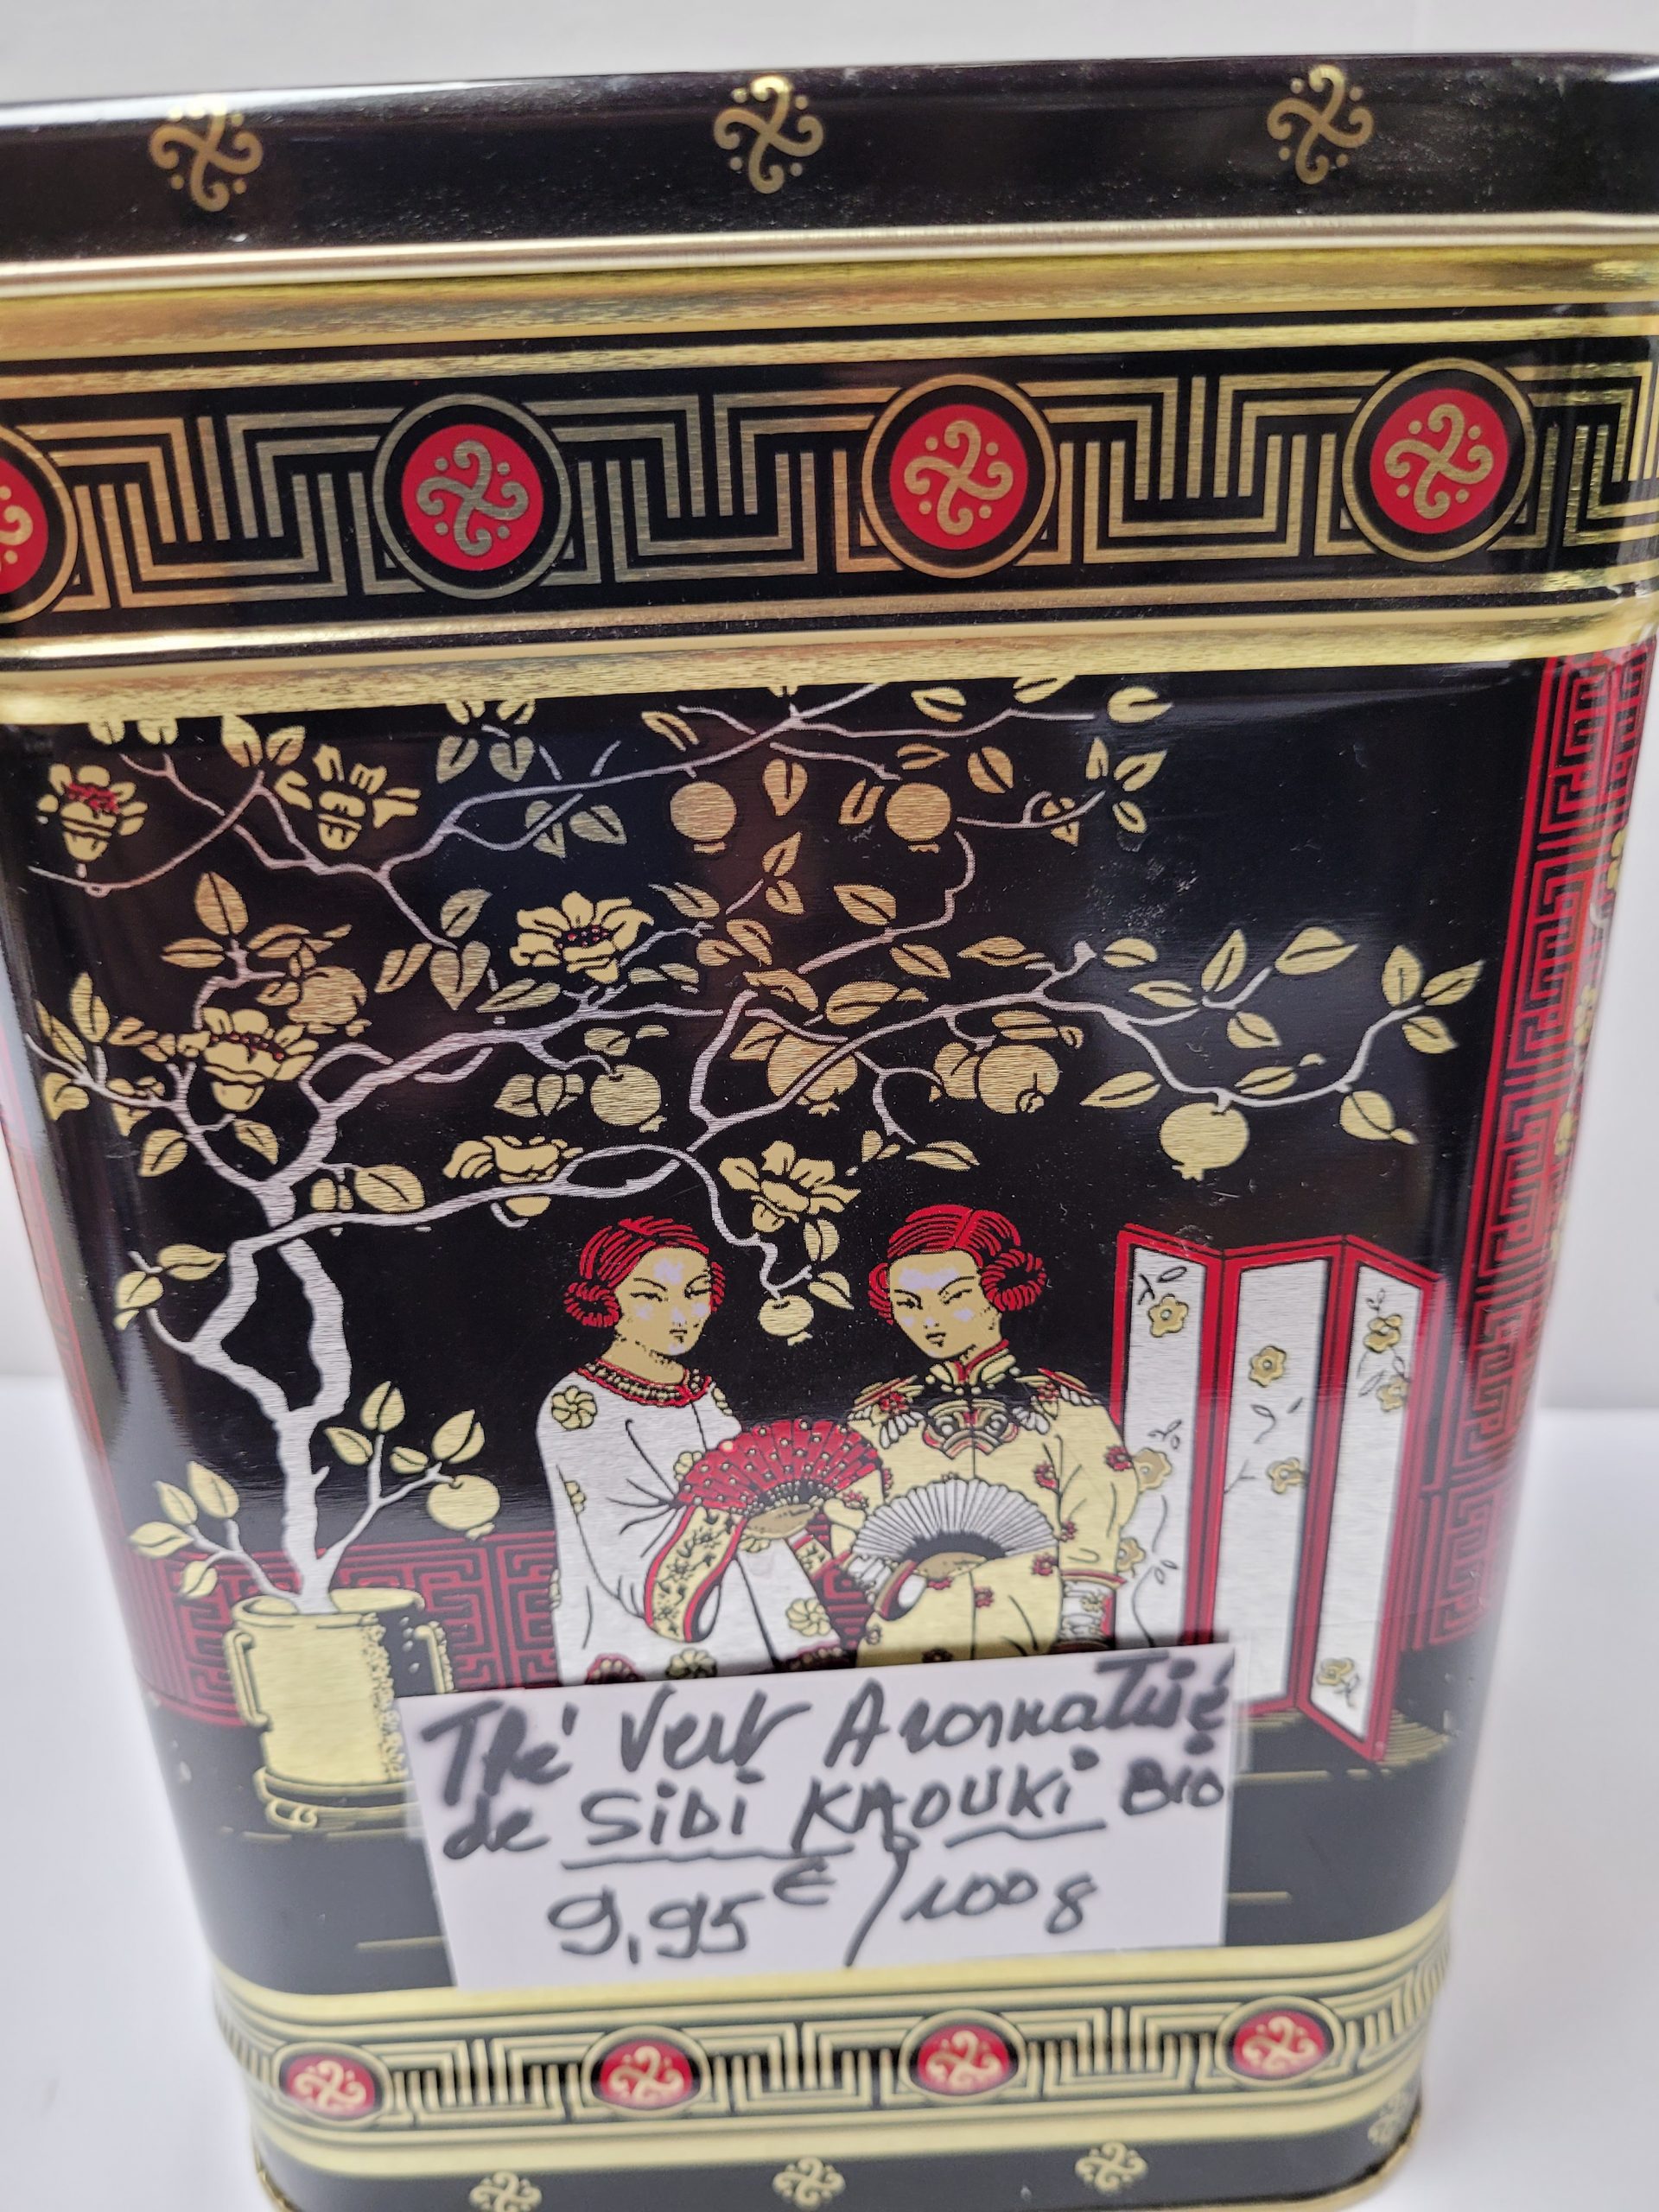 Thé Vert Aromatisé
de SiDi KAOUKi Bio
9,95€/100g